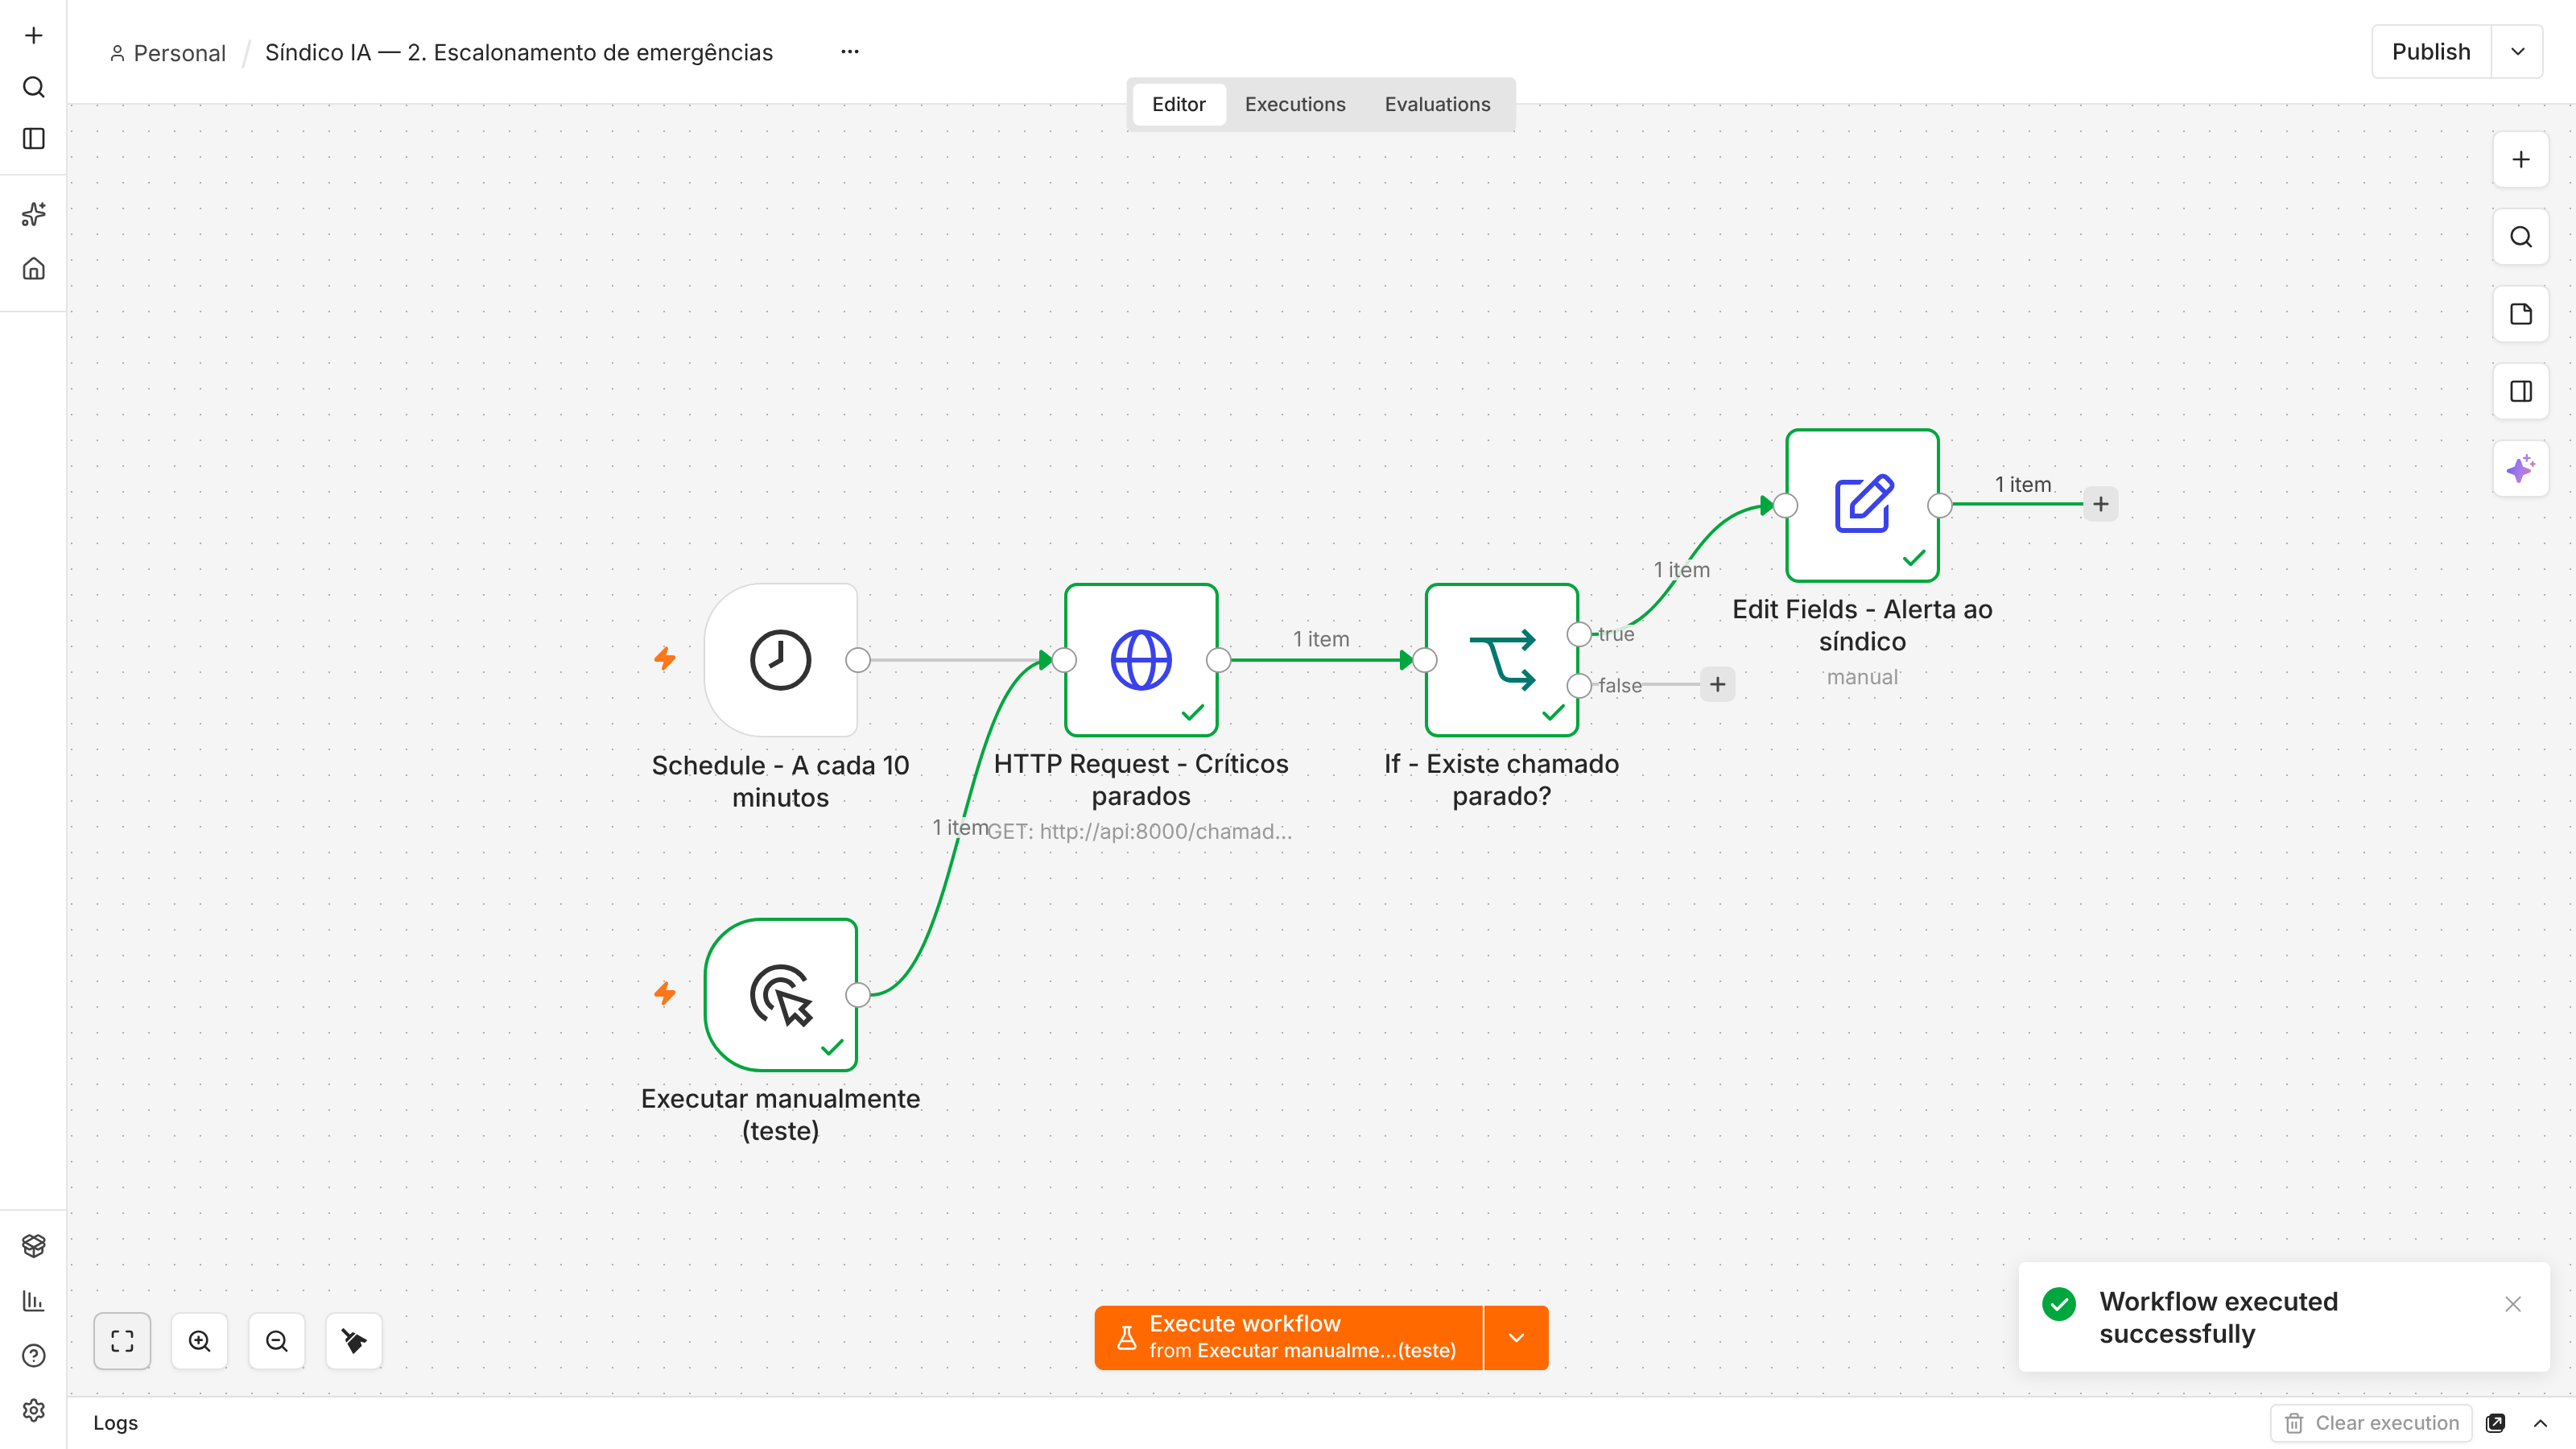 Personal / Síndico IA — 2. Escalonamento de emergências ...
Publish
Editor
Executions
Evaluations
1 item
1 item
Edit Fields - Alerta ao
síndico
manual
1 item
true
false
Schedule - A cada 10
minutos
HTTP Request - Críticos
parados
GET: http://api:8000/chamad...
If - Existe chamado
parado?
1 item
Executar manualmente
(teste)
Execute workflow
from Executar manualme...(teste)
Workflow executed
successfully
Logs
Clear execution